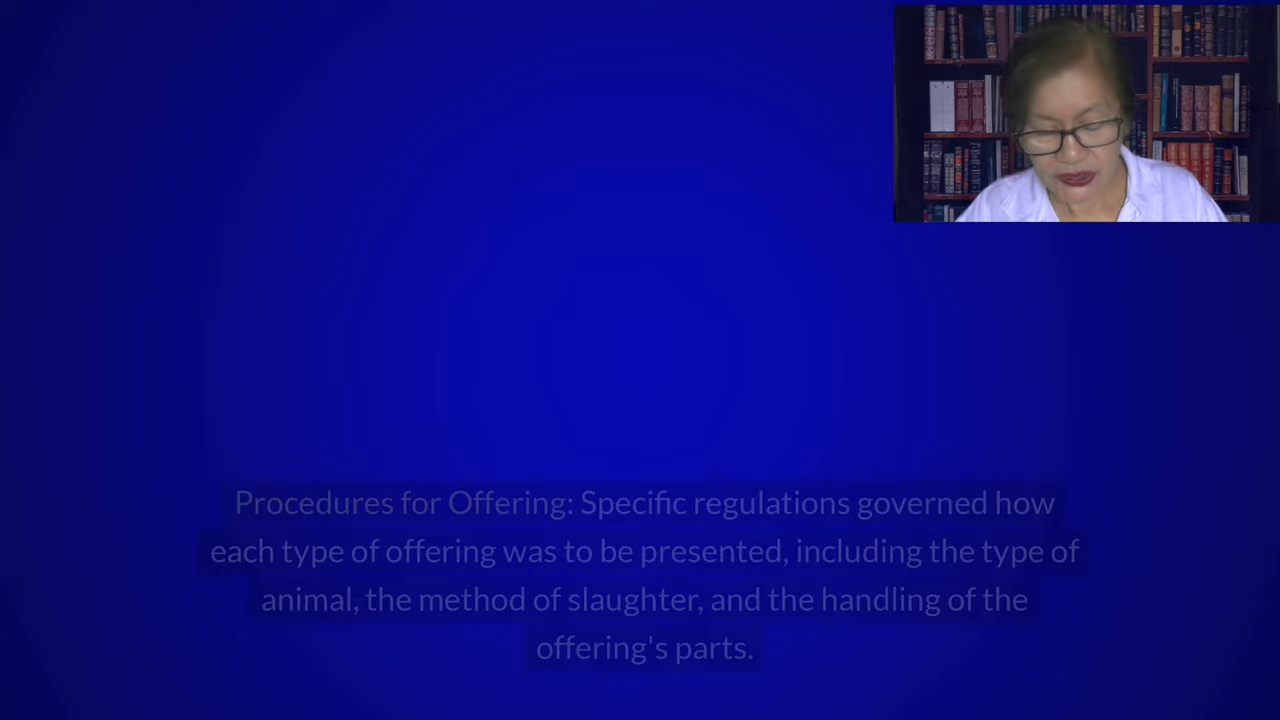 Procedures for Offering: Specific regulations governed how
each type of offering was to be presented, including the type of
animal, the method of slaughter, and the handling of the
offering's parts.